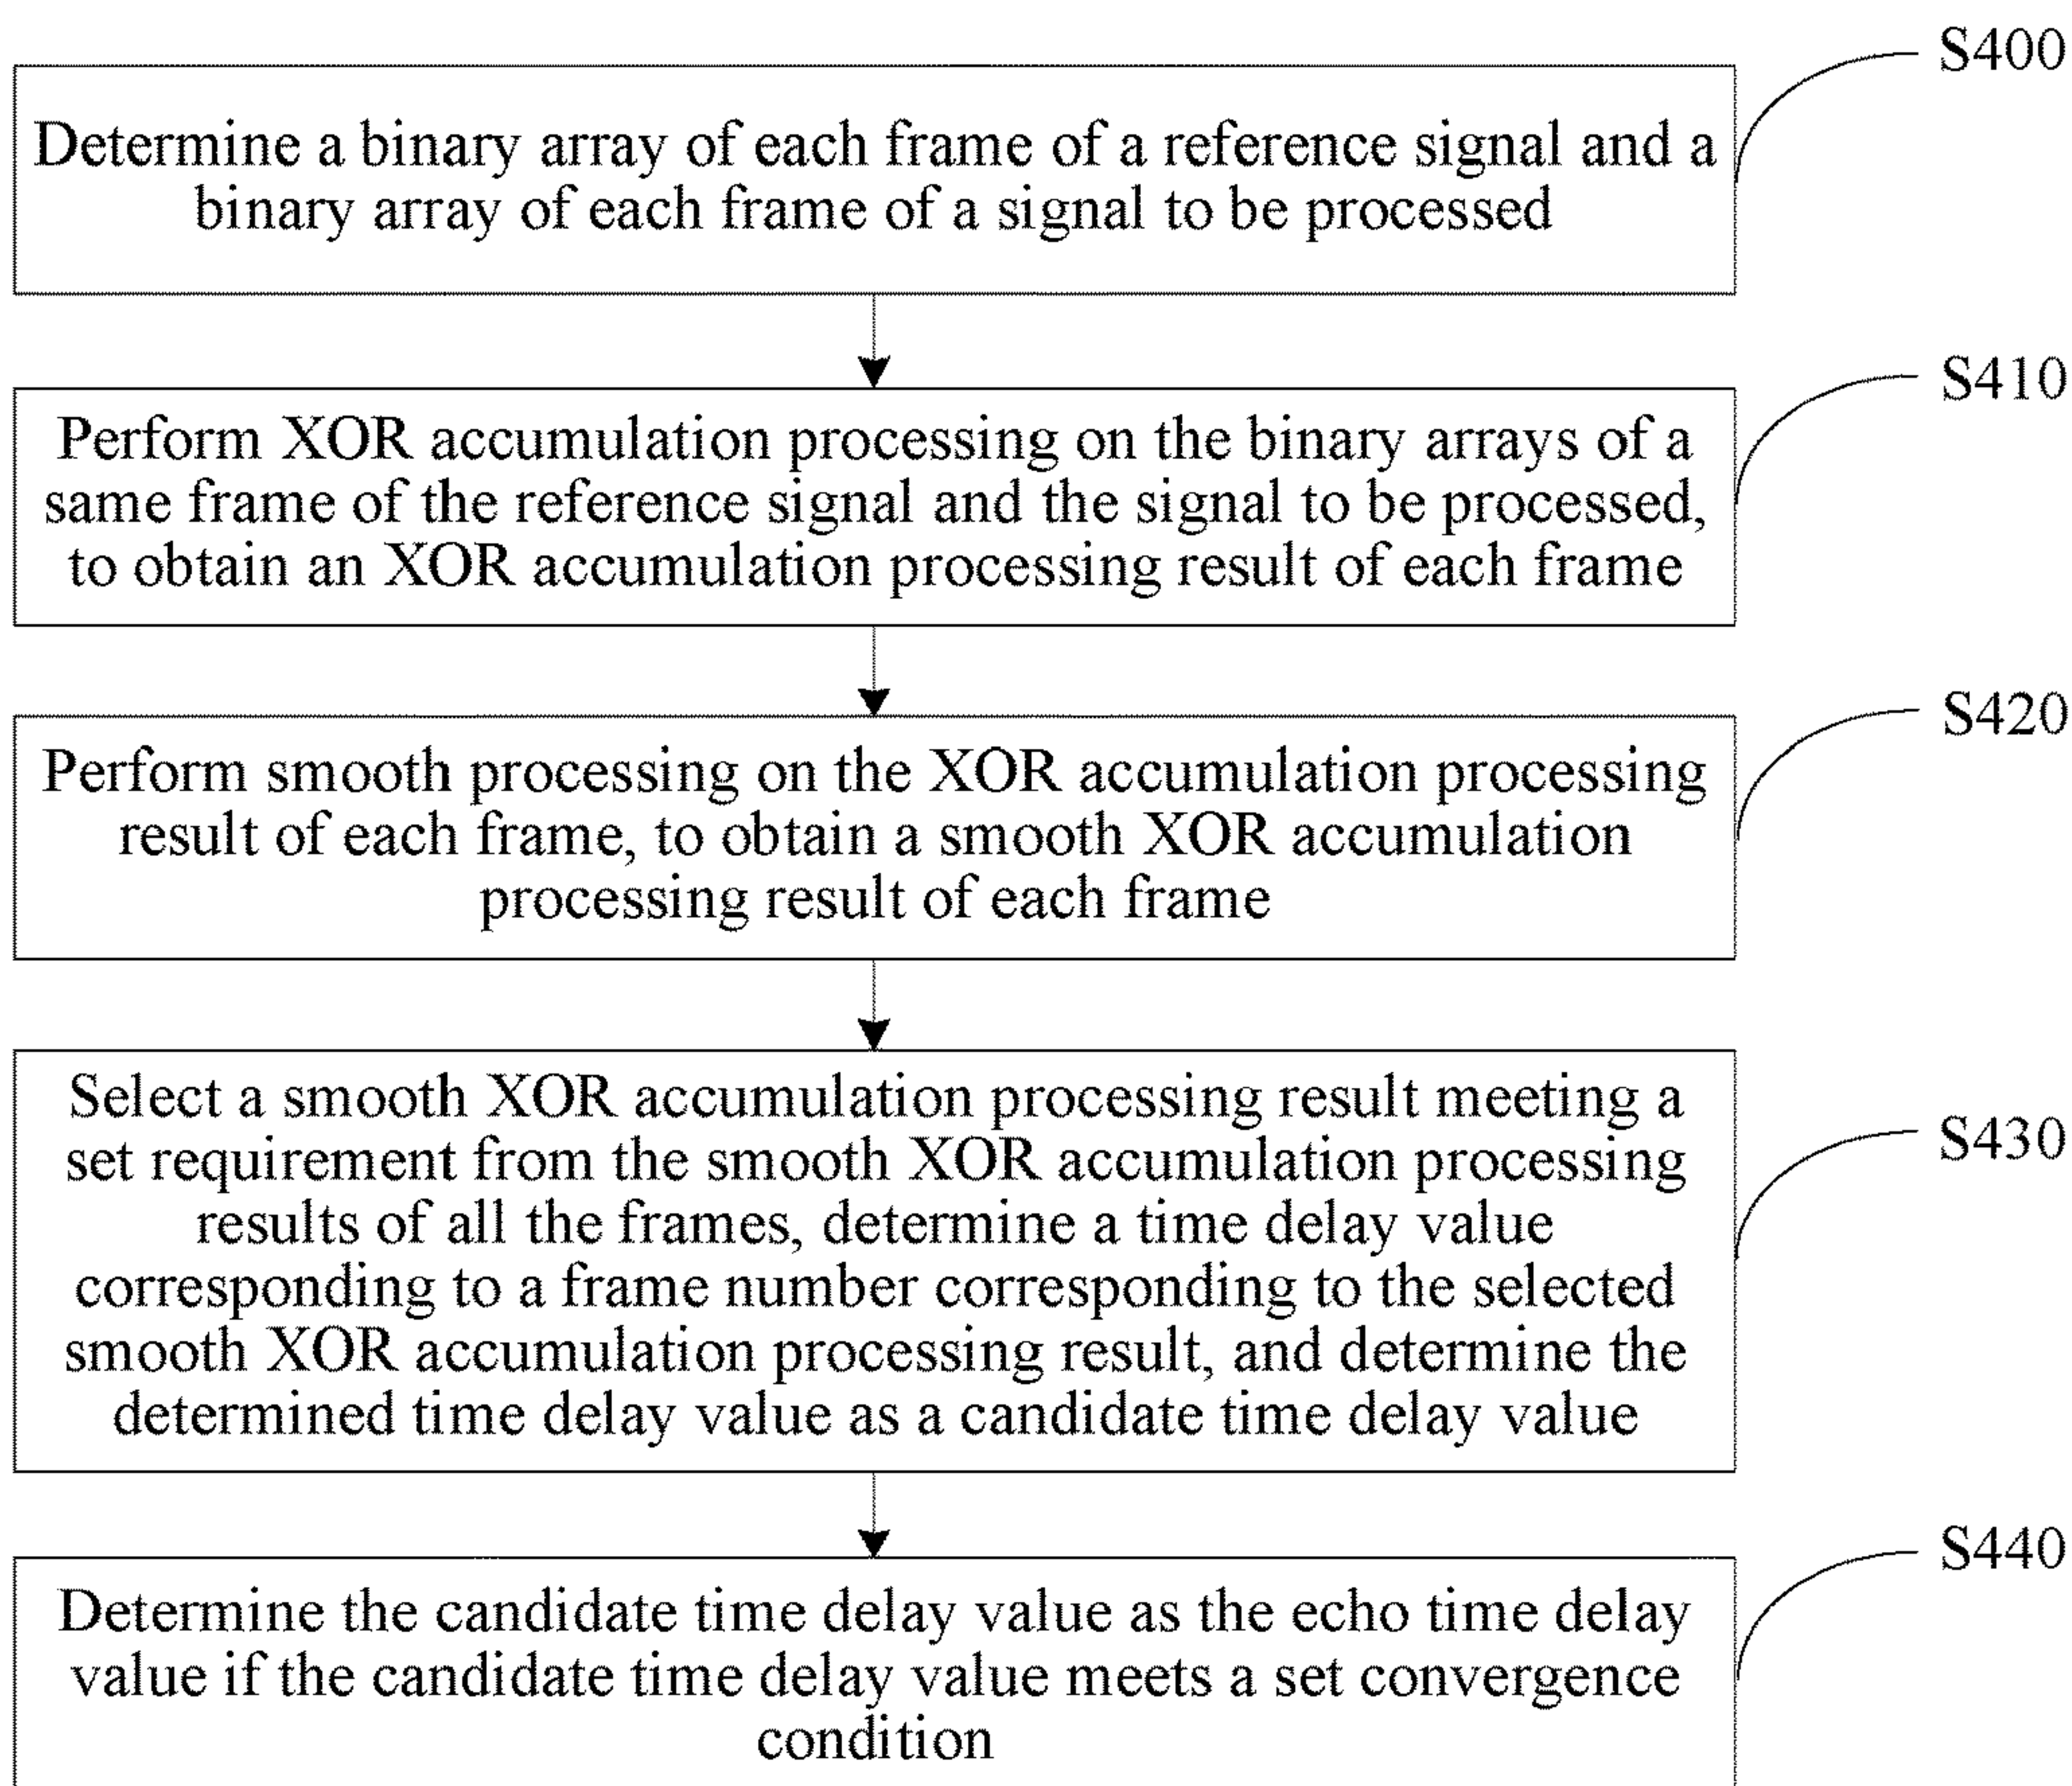 S400
Determine a binary array of each frame of a reference signal and a
binary array of each frame of a signal to be processed
S410
Perform XOR accumulation processing on the binary arrays of a
same frame of the reference signal and the signal to be processed,
to obtain an XOR accumulation processing result of each frame
S420
Perform smooth processing on the XOR accumulation processing
result of each frame, to obtain a smooth XOR accumulation
processing result of each frame
S430
Select a smooth XOR accumulation processing result meeting a
set requirement from the smooth XOR accumulation processing
results of all the frames, determine a time delay value
corresponding to a frame number corresponding to the selected
smooth XOR accumulation processing result, and determine the
determined time delay value as a candidate time delay value
S440
Determine the candidate time delay value as the echo time delay
value if the candidate time delay value meets a set convergence
condition